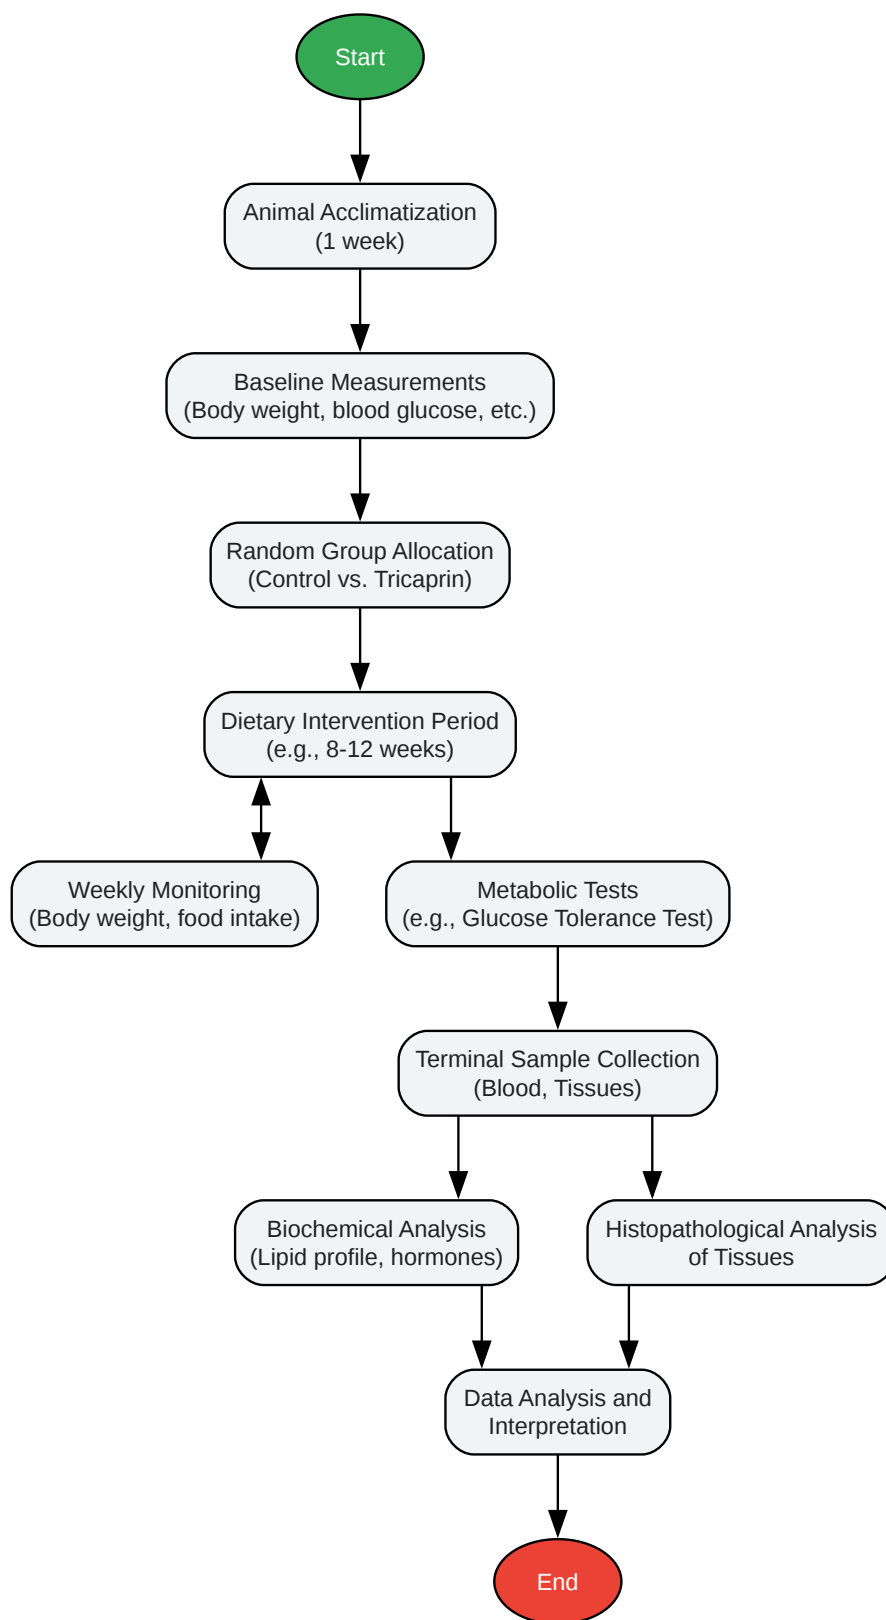 Start
Animal Acclimatization
(1 week)
Baseline Measurements
(Body weight, blood glucose, etc.)
Random Group Allocation
(Control vs. Tricaprin)
Dietary Intervention Period
(e.g., 8-12 weeks)
Weekly Monitoring
(Body weight, food intake)
Metabolic Tests
(e.g., Glucose Tolerance Test)
Terminal Sample Collection
(Blood, Tissues)
Biochemical Analysis
(Lipid profile, hormones)
Histopathological Analysis
of Tissues
Data Analysis and
Interpretation
End